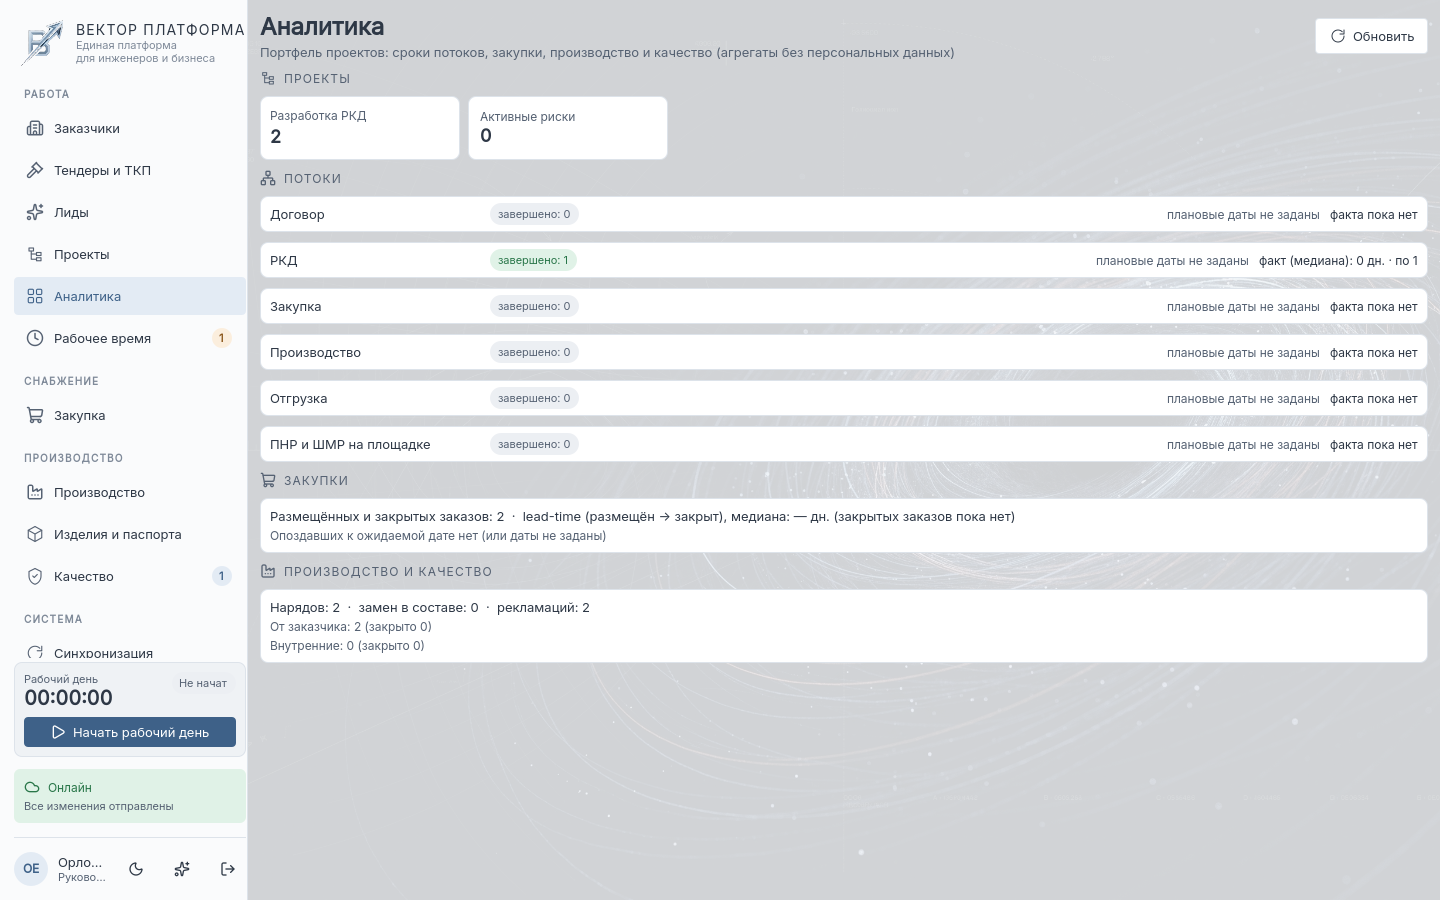 ВЕКТОР ПЛАТФОРМА
Единая платформа
для инженеров и бизнеса
РАБОТА
Заказчики
Тендеры и ТКП
Лиды
Проекты
Аналитика
Рабочее время 1
СНАБЖЕНИЕ
Закупка
ПРОИЗВОДСТВО
Производство
Изделия и паспорта
Качество 1
СИСТЕМА
Синхронизация
Рабочий день
Не начат
00:00:00
Начать рабочий день
Онлайн
Все изменения отправлены
ОЕ
Орло...
Руково...
Аналитика
Портфель проектов: сроки потоков, закупки, производство и качество (агрегаты без персональных данных)
Обновить
ПРОЕКТЫ
Разработка РКД
2
Активные риски
0
ПОТОКИ
Договор завершено: 0 плановые даты не заданы факта пока нет
РКД завершено: 1 плановые даты не заданы факт (медиана): 0 дн. · по 1
Закупка завершено: 0 плановые даты не заданы факта пока нет
Производство завершено: 0 плановые даты не заданы факта пока нет
Отгрузка завершено: 0 плановые даты не заданы факта пока нет
ПНР и ШМР на площадке завершено: 0 плановые даты не заданы факта пока нет
ЗАКУПКИ
Размещённых и закрытых заказов: 2 · lead-time (размещён → закрыт), медиана: — дн. (закрытых заказов пока нет)
Опоздавших к ожидаемой дате нет (или даты не заданы)
ПРОИЗВОДСТВО И КАЧЕСТВО
Нарядов: 2 · замен в составе: 0 · рекламаций: 2
От заказчика: 2 (закрыто 0)
Внутренние: 0 (закрыто 0)